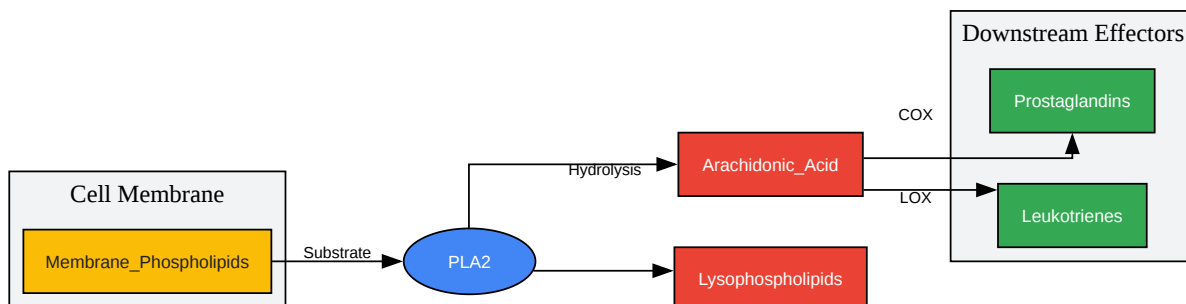 Downstream Effectors
Prostaglandins
COX
Hydrolysis
Arachidonic_Acid
LOX
Leukotrienes
Cell Membrane
Membrane_Phospholipids
Substrate
PLA2
Lysophospholipids